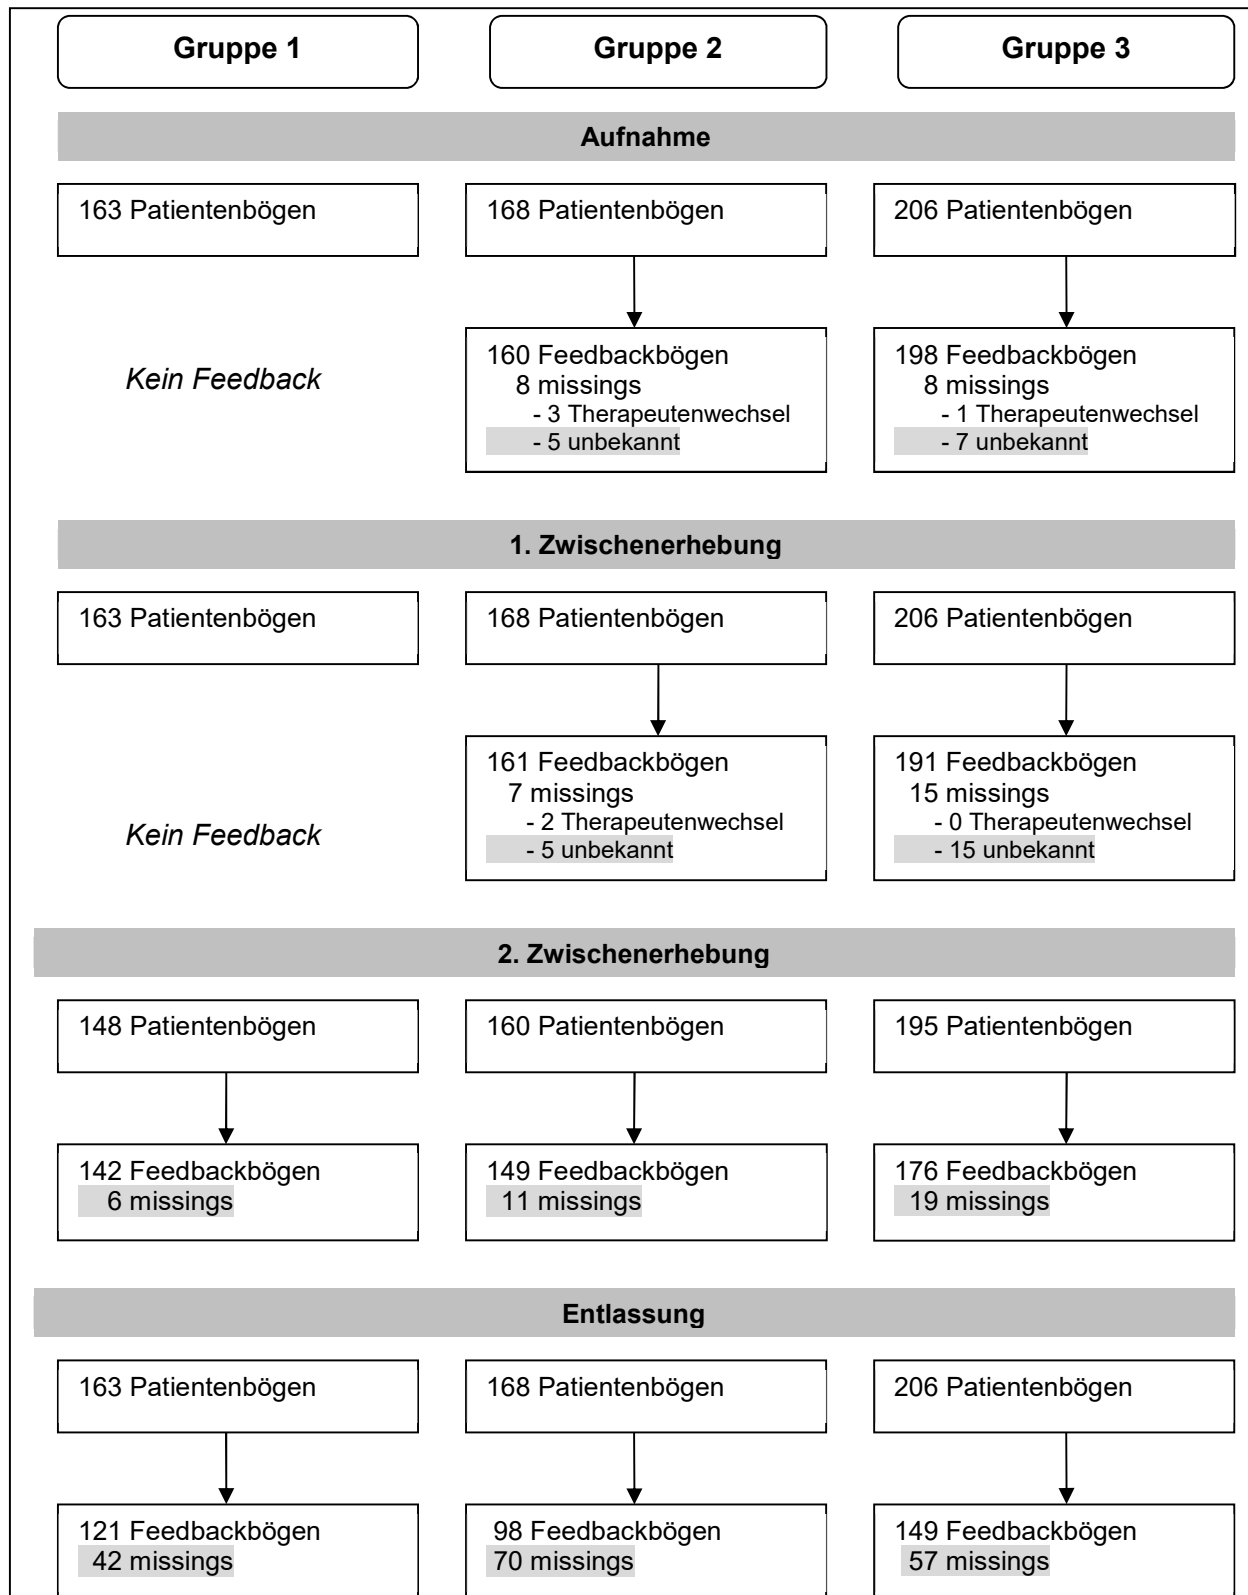 Gruppe 1
Gruppe 2
Gruppe 3
Aufnahme
163 Patientenbögen
168 Patientenbögen
206 Patientenbögen
Kein Feedback
160 Feedbackbögen
8 missings
- 3 Therapeutenwechsel
- 5 unbekannt
198 Feedbackbögen
8 missings
- 1 Therapeutenwechsel
- 7 unbekannt
1. Zwischenerhebung
163 Patientenbögen
168 Patientenbögen
206 Patientenbögen
Kein Feedback
161 Feedbackbögen
7 missings
- 2 Therapeutenwechsel
- 5 unbekannt
191 Feedbackbögen
15 missings
- 0 Therapeutenwechsel
- 15 unbekannt
2. Zwischenerhebung
148 Patientenbögen
160 Patientenbögen
195 Patientenbögen
142 Feedbackbögen
6 missings
149 Feedbackbögen
11 missings
176 Feedbackbögen
19 missings
Entlassung
163 Patientenbögen
168 Patientenbögen
206 Patientenbögen
121 Feedbackbögen
42 missings
98 Feedbackbögen
70 missings
149 Feedbackbögen
57 missings